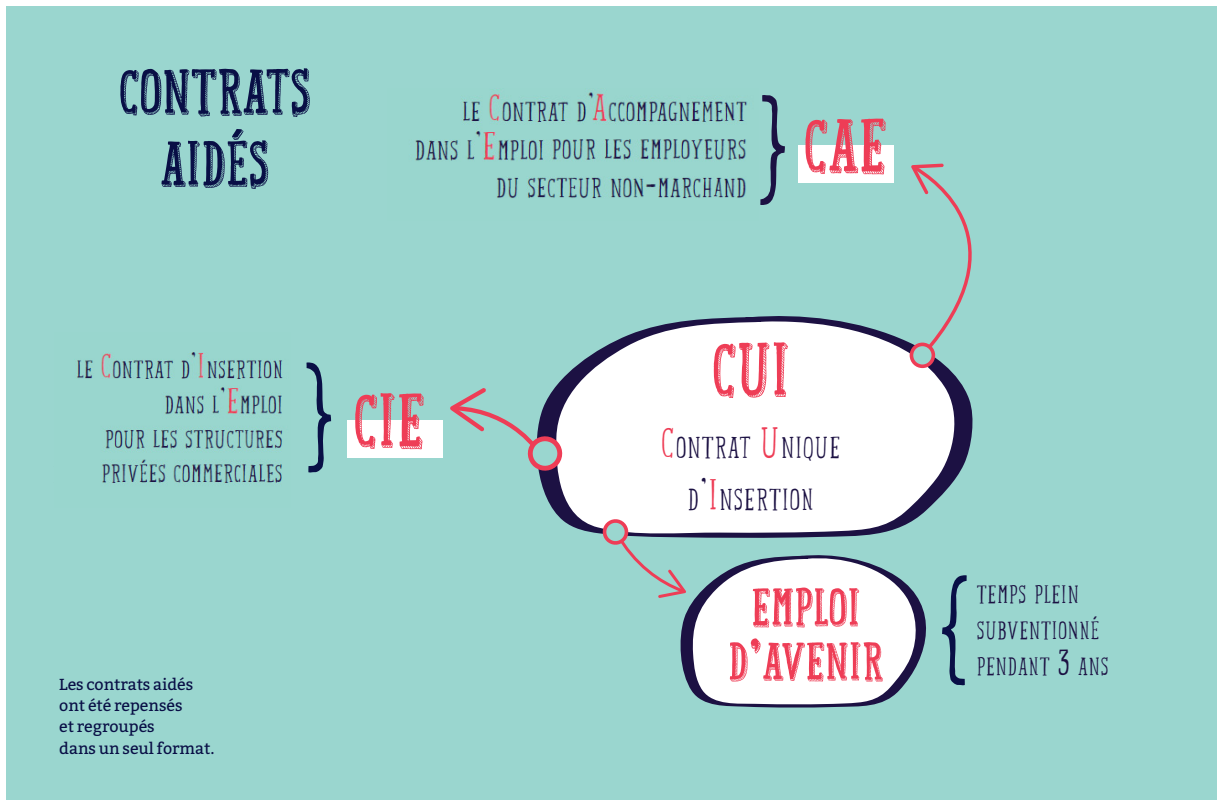 CONTRATS
AIDÉS
LE CONTRAT D'ACCOMPAGNEMENT
DANS L'EMPLOI POUR LES EMPLOYEURS
DU SECTEUR NON-MARCHAND
CAE
LE CONTRAT D'INSERTION
DANS L'EMPLOI
POUR LES STRUCTURES
PRIVÉES COMMERCIALES
CIE
CUI
CONTRAT UNIQUE
D'INSERTION
EMPLOI
D'AVENIR
TEMPS PLEIN
SUBVENTIONNÉ
PENDANT 3 ANS
Les contrats aidés
ont été repensés
et regroupés
dans un seul format.